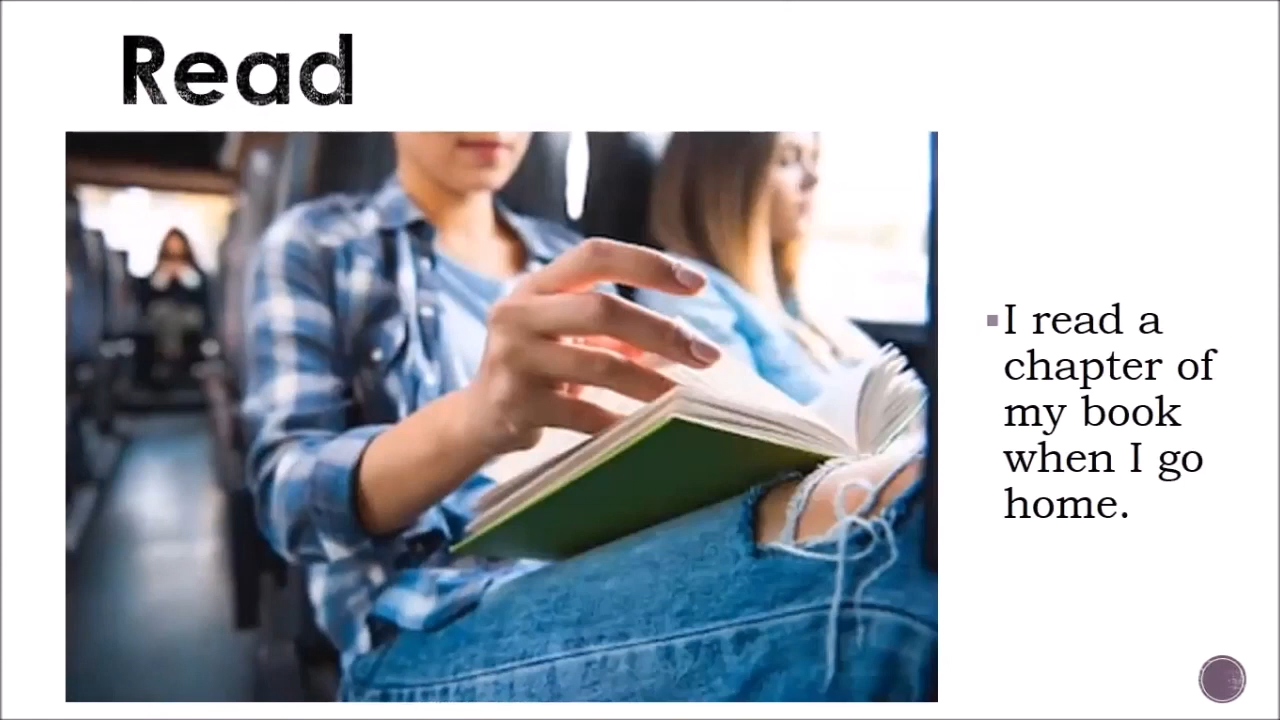 Read
I read a
chapter of
my book
when I go
home.